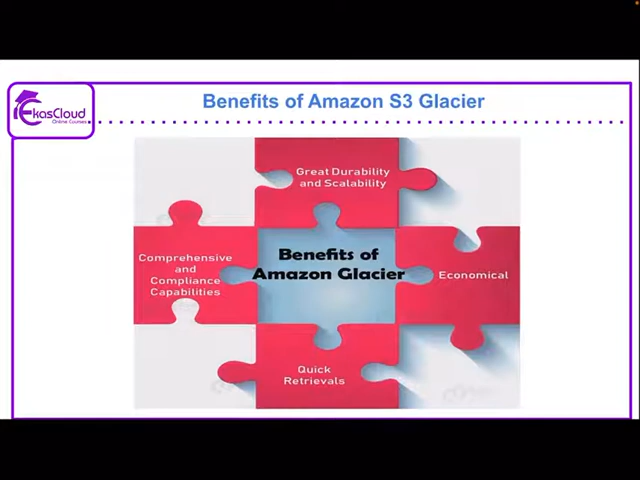 Benefits of Amazon S3 Glacier
EkasCloud
Online Courses
Great Durability
and Scalability
Comprehensive
and
Compliance
Capabilities
Benefits of
Amazon Glacier
Economical
Quick
Retrievals